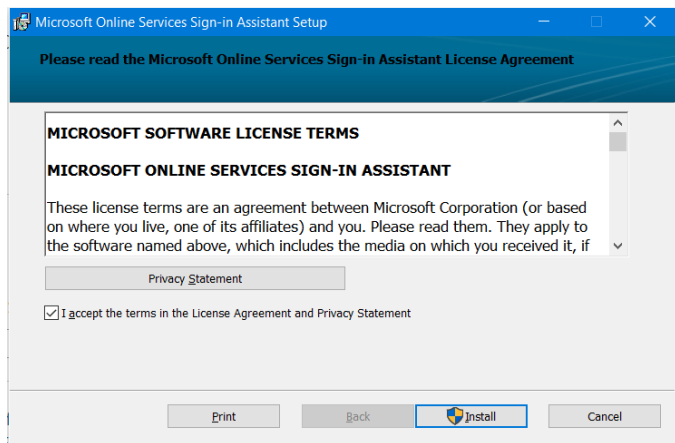 Microsoft Online Services Sign-in Assistant Setup
Please read the Microsoft Online Services Sign-in Assistant License Agreement
MICROSOFT SOFTWARE LICENSE TERMS
MICROSOFT ONLINE SERVICES SIGN-IN ASSISTANT
These license terms are an agreement between Microsoft Corporation (or based
on where you live, one of its affiliates) and you. Please read them. They apply to
the software named above, which includes the media on which you received it, if
Privacy Statement
I accept the terms in the License Agreement and Privacy Statement
Print
Back
Install
Cancel